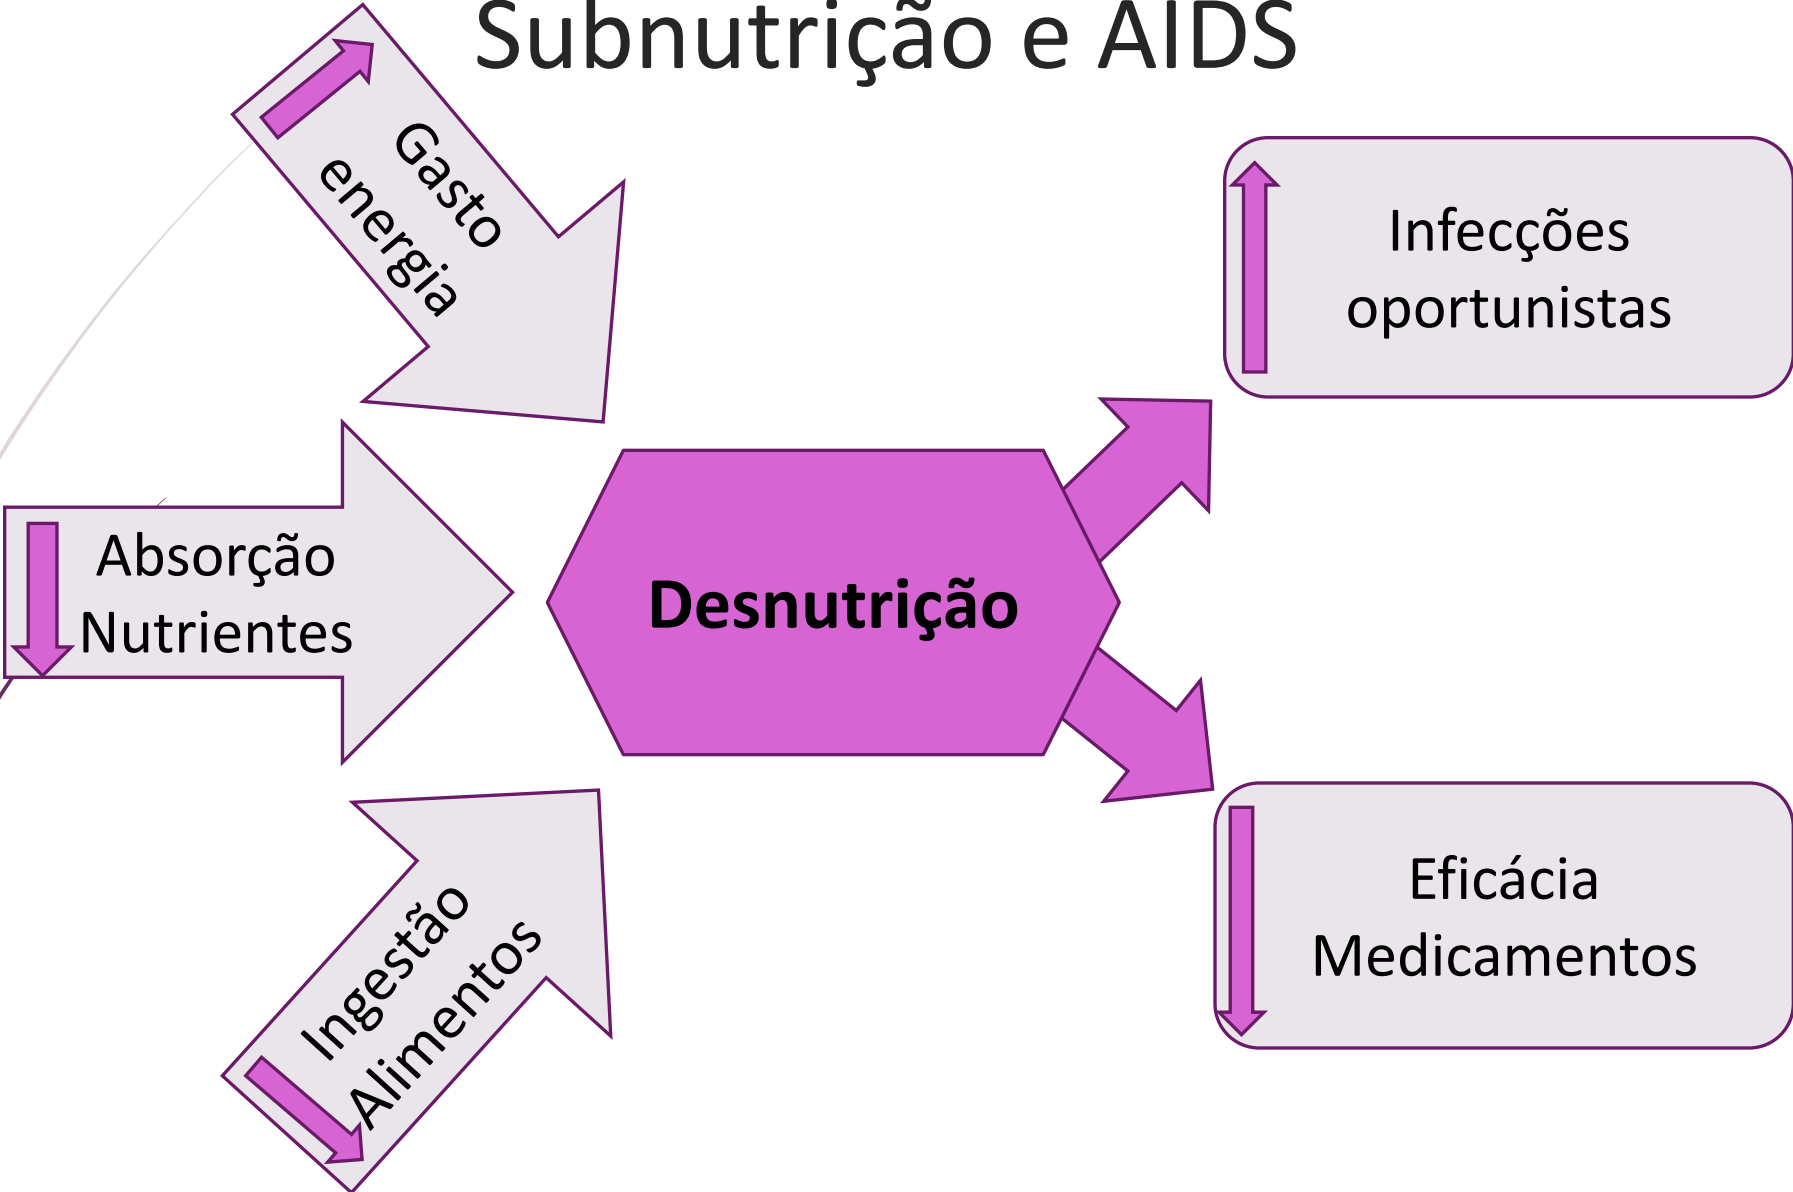 Subnutrição e AIDS
Gasto
energia
Infecções
oportunistas
Absorção
Nutrientes
Desnutrição
Ingestão
Alimentos
Eficácia
Medicamentos